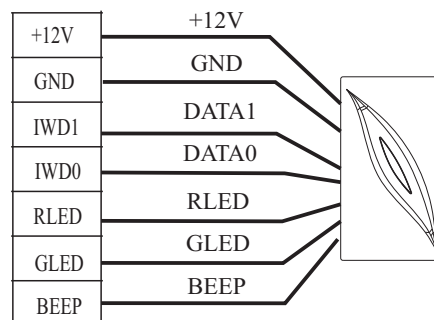 +12V +12V
GND GND
IWD1 DATA1
IWD0 DATA0
RLED RLED
GLED GLED
BEEP BEEP